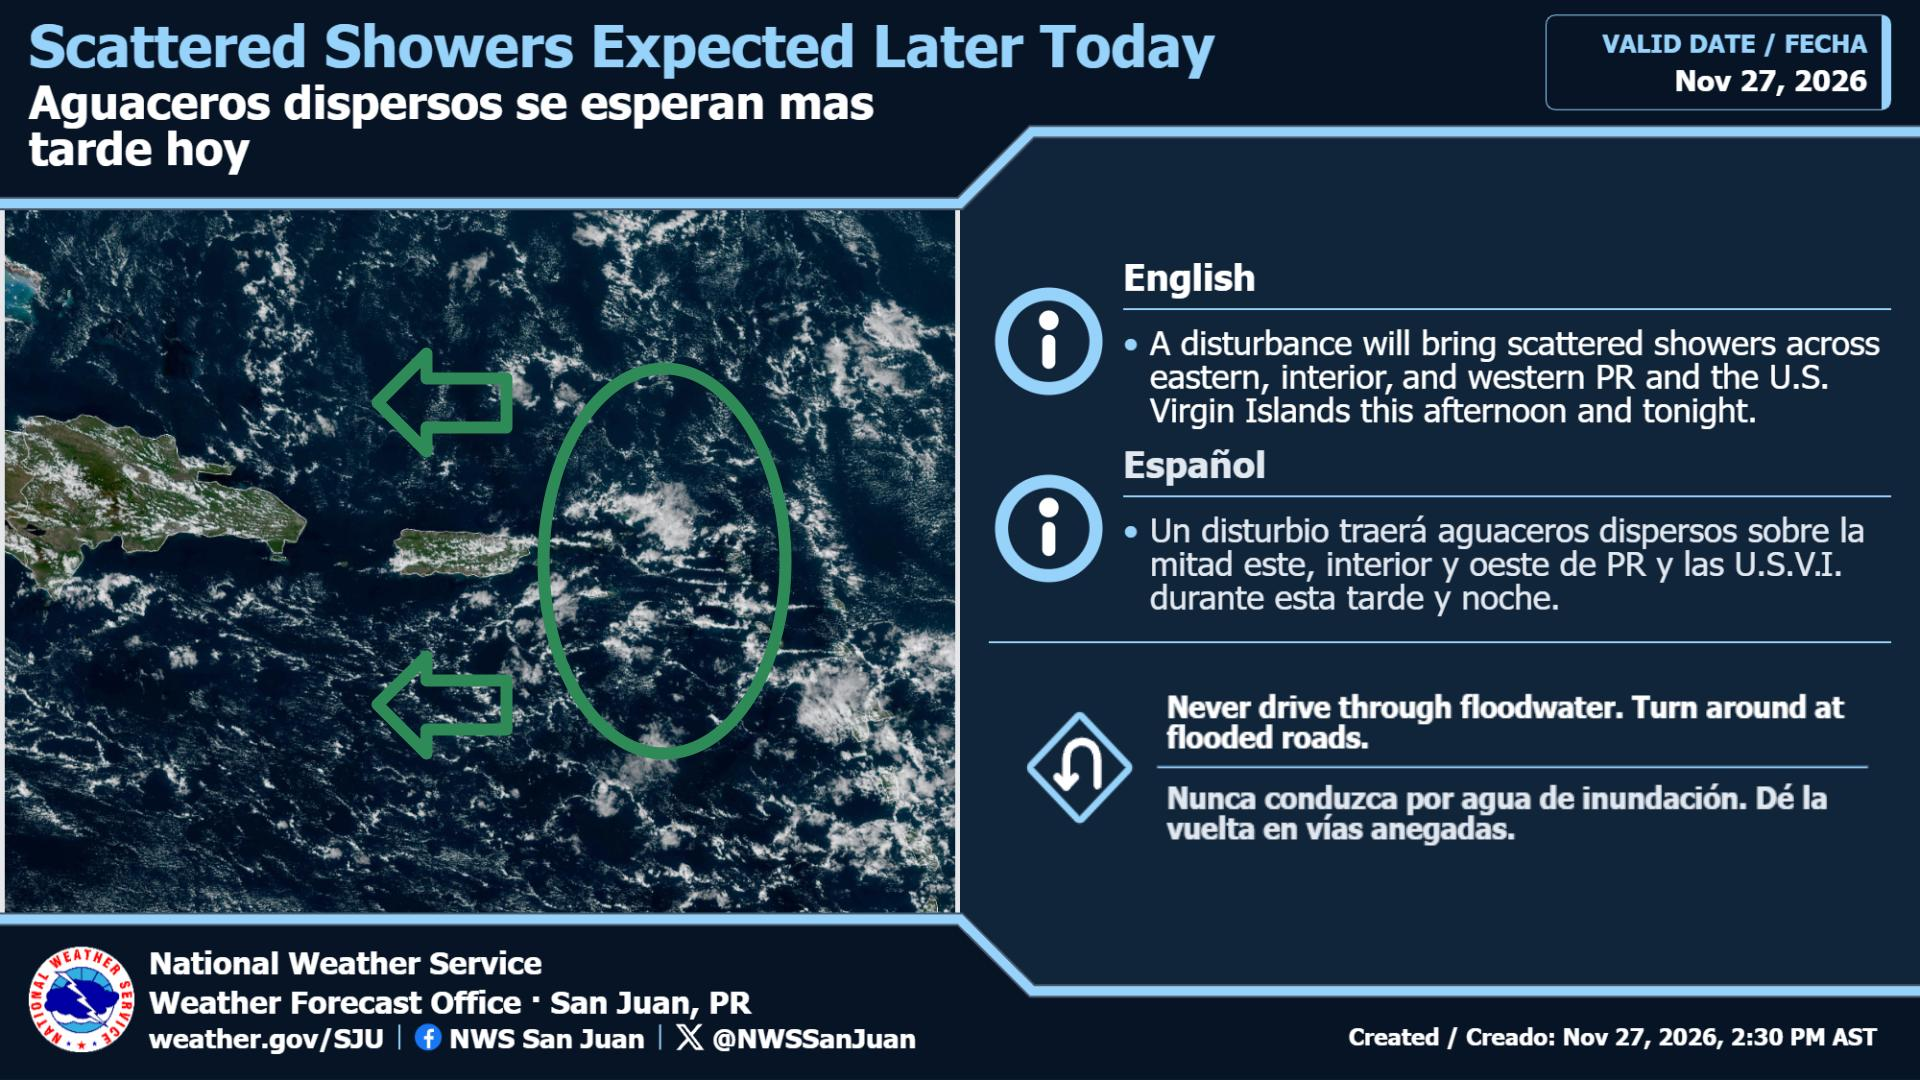 Scattered Showers Expected Later Today
Aguaceros dispersos se esperan mas
tarde hoy
VALID DATE / FECHA
Nov 27, 2026
English
• A disturbance will bring scattered showers across
eastern, interior, and western PR and the U.S.
Virgin Islands this afternoon and tonight.
Español
• Un disturbio traerá aguaceros dispersos sobre la
mitad este, interior y oeste de PR y las U.S.V.I.
durante esta tarde y noche.
Never drive through floodwater. Turn around at
flooded roads.
Nunca conduzca por agua de inundación. Dé la
vuelta en vías anegadas.
NATIONAL WEATHER SERVICE
National Weather Service
Weather Forecast Office · San Juan, PR
weather.gov/SJU | NWS San Juan | @NWSSanJuan
Created / Creado: Nov 27, 2026, 2:30 PM AST